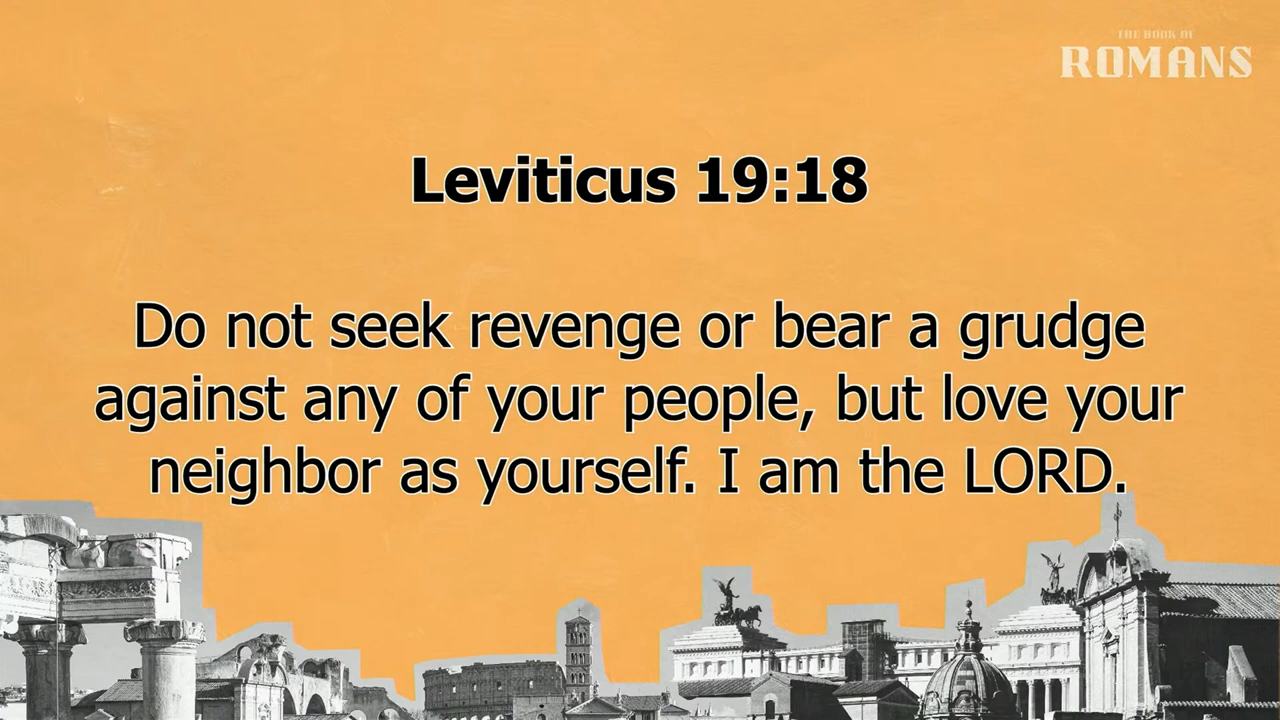 THE BOOK OF
ROMANS
Leviticus 19:18
Do not seek revenge or bear a grudge
against any of your people, but love your
neighbor as yourself. I am the LORD.